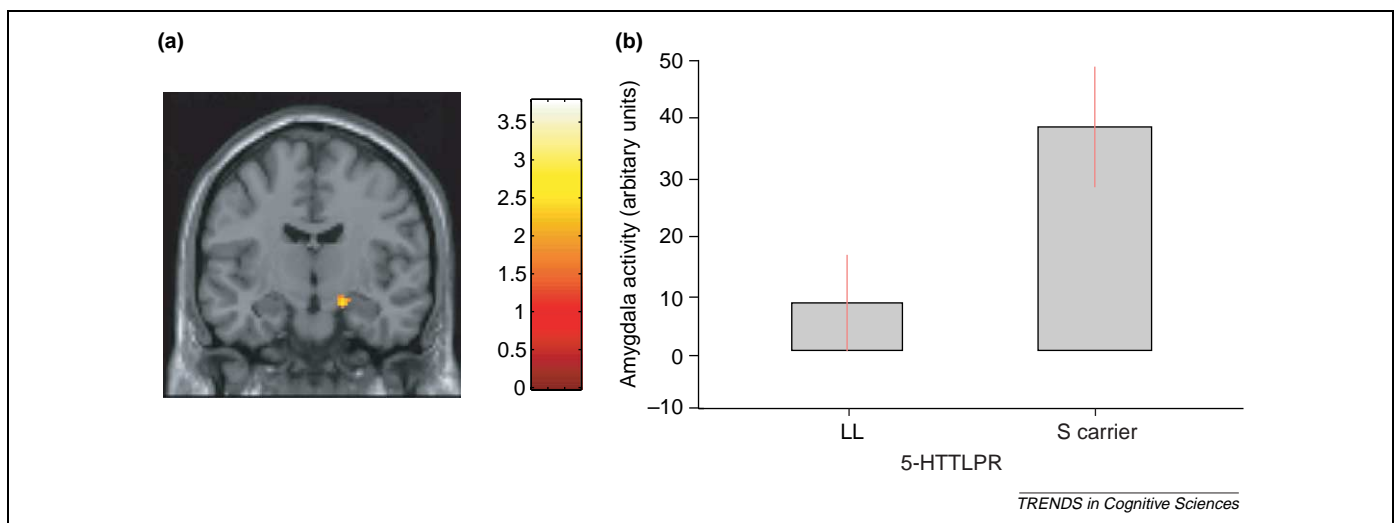 (a)
3.5
3
2.5
2
1.5
1
0.5
0
(b)
Amygdala activity (arbitary units)
50
40
30
20
10
0
–10
LL
S carrier
5-HTTLPR
TRENDS in Cognitive Sciences